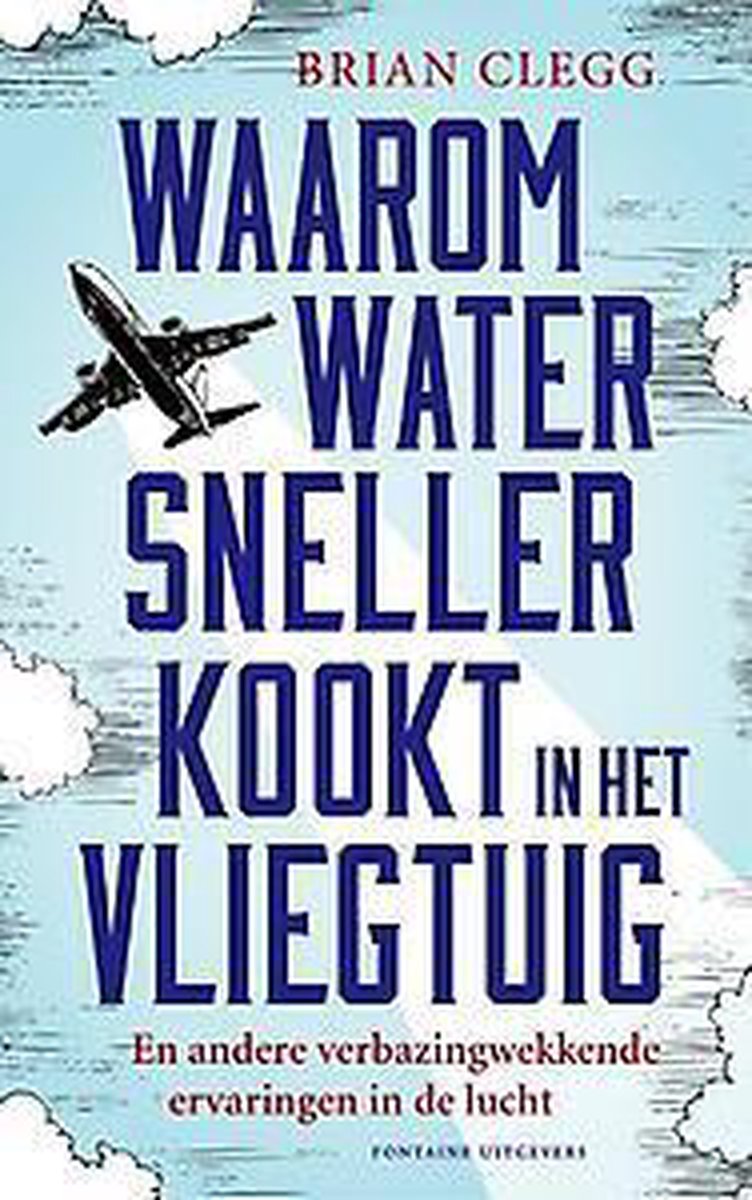 BRIAN CLEGG
WAAROM
WATER
SNELLER
KOOKT IN HET
VLIEGTUIG
En andere verbazingwekkende
ervaringen in de lucht
FONTAINE UITGEVERS